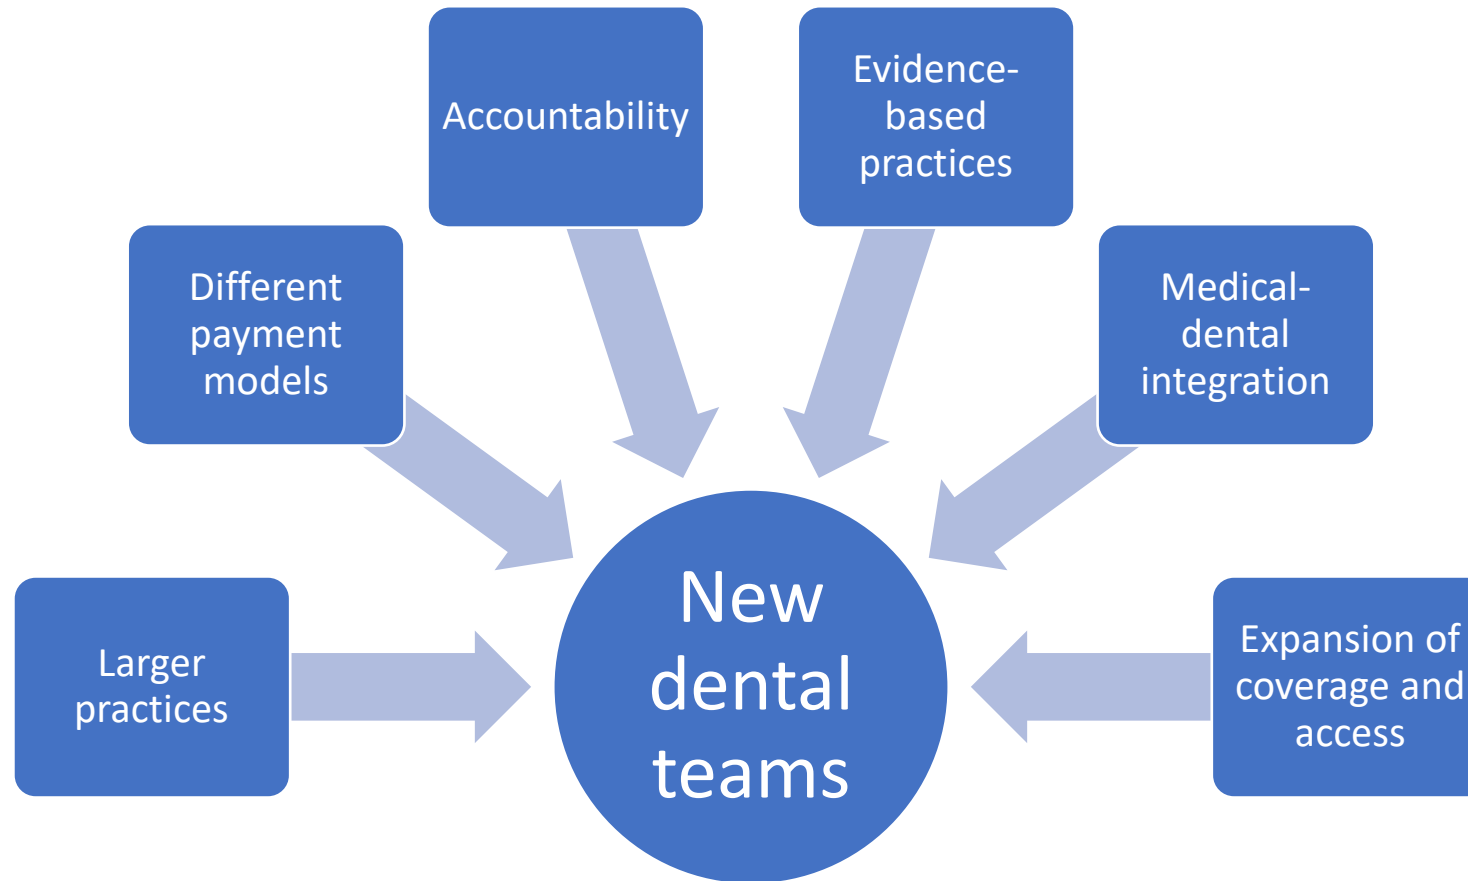 Accountability
Evidence-
based
practices
Different
payment
models
Medical-
dental
integration
Larger
practices
New
dental
teams
Expansion of
coverage and
access